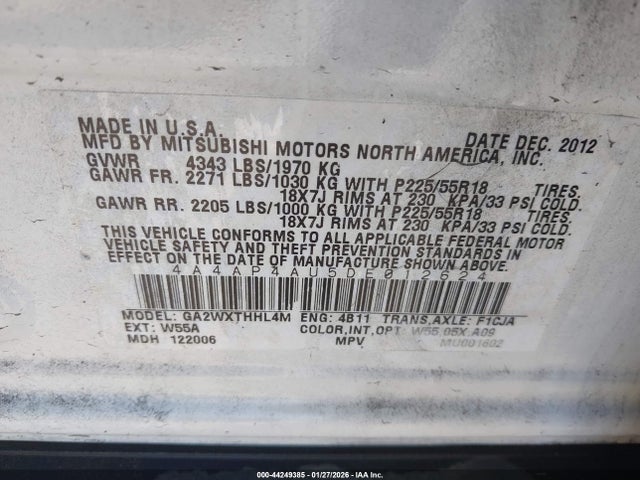 MADE IN U.S.A. DATE DEC. 2012
MFD BY MITSUBISHI MOTORS NORTH AMERICA, INC.
GVWR 4343 LBS/1970 KG
GAWR FR. 2271 LBS/1030 KG WITH P225/55R18 TIRES.
18X7J RIMS AT 230 KPA/33 PSI COLD.
GAWR RR. 2205 LBS/1000 KG WITH P225/55R18 TIRES.
18X7J RIMS AT 230 KPA/33 PSI COLD.
THIS VEHICLE CONFORMS TO ALL APPLICABLE FEDERAL MOTOR
VEHICLE SAFETY AND THEFT PREVENTION STANDARDS IN
EFFECT ON THE DATE OF MANUFACTURE SHOWN ABOVE.
4A4AP4AU5DE012624
MODEL: GA2WXTHHL4M ENG: 4B11 TRANS,AXLE: F1CJA
EXT: W55A COLOR,INT,OPT: W55 05X A09
MDH 122006 MPV MU001602
000-44249385 | 01/27/2026 | IAA Inc.